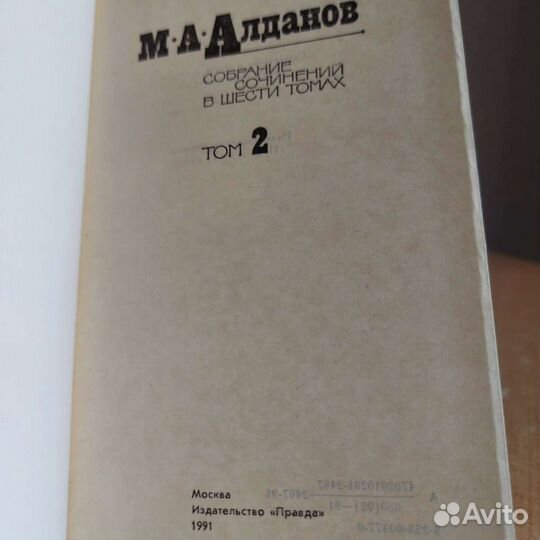 М·А·Алданов
СОБРАНИЕ
СОЧИНЕНИЙ
В ШЕСТИ ТОМАХ
ТОМ 2
Москва
Издательство «Правда»
1991
Avito